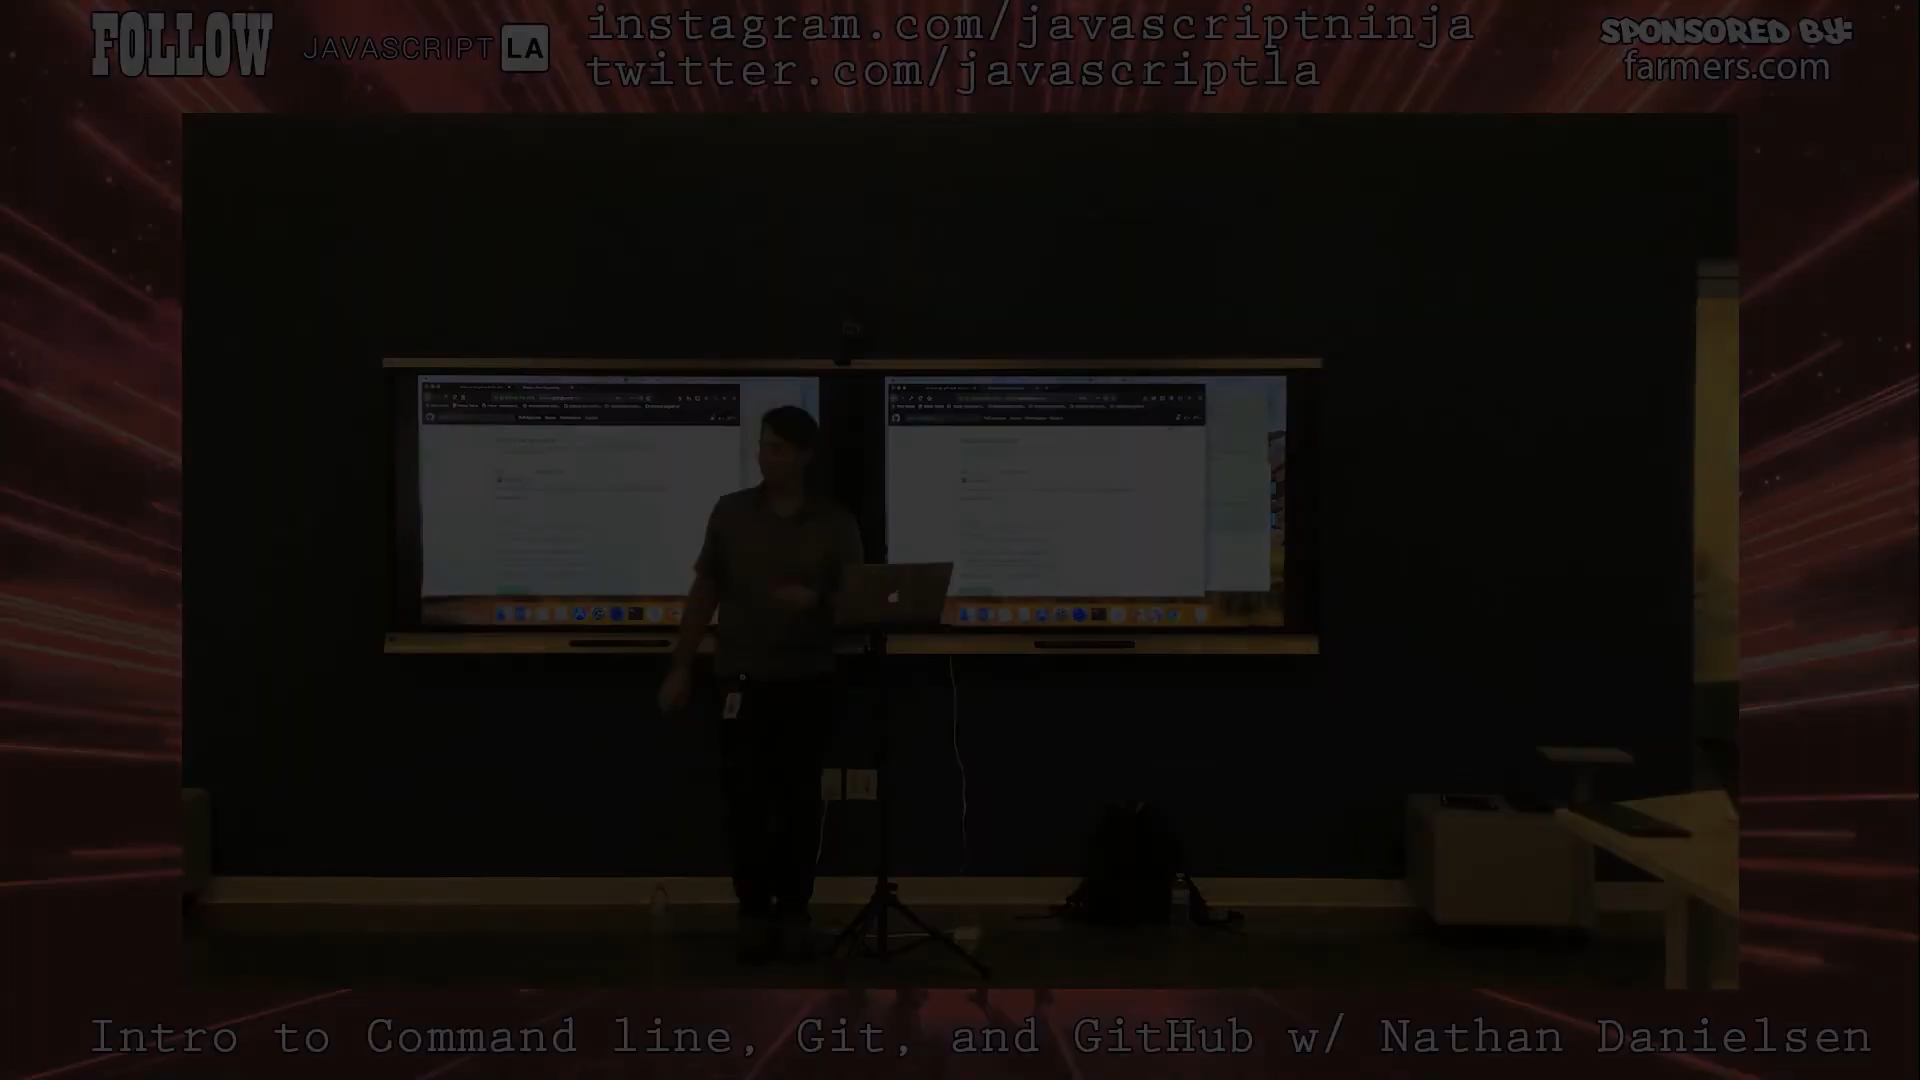 FOLLOW
JAVASCRIPT LA
instagram.com/javascriptninja
twitter.com/javascriptla
SPONSORED BY:
farmers.com
Intro to Command line, Git, and GitHub w/ Nathan Danielsen